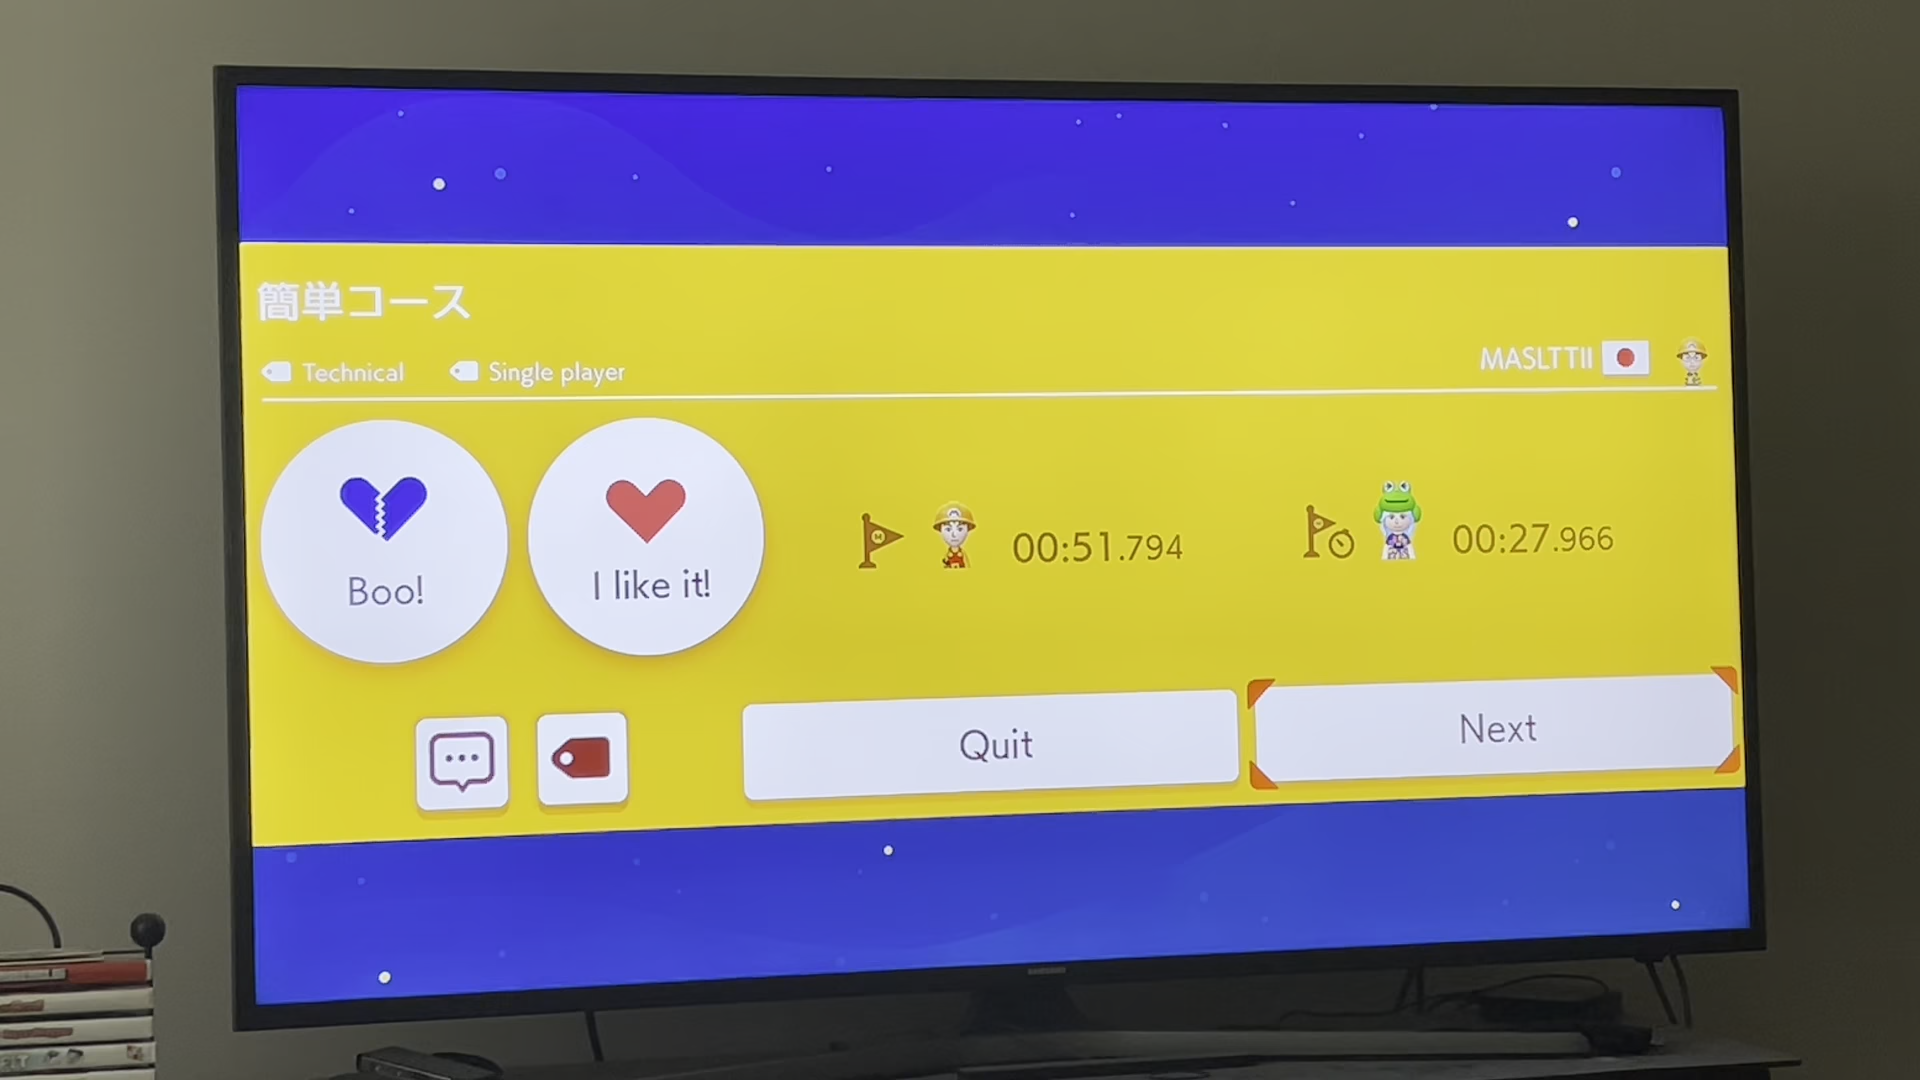 簡単コース
Technical Single player
MASLTTII
Boo!
I like it!
00:51.794
00:27.966
Quit
Next